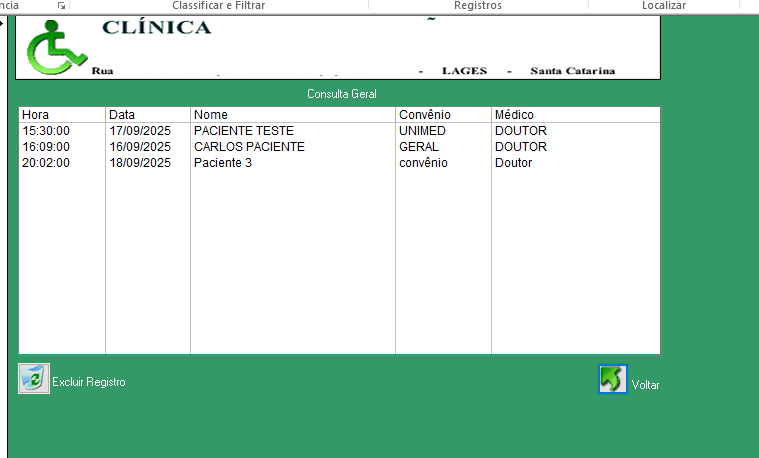 ncia Classificar e Filtrar Registros Localizar
CLÍNICA
Rua - LAGES - Santa Catarina
Consulta Geral
Hora Data Nome Convênio Médico
15:30:00 17/09/2025 PACIENTE TESTE UNIMED DOUTOR
16:09:00 16/09/2025 CARLOS PACIENTE GERAL DOUTOR
20:02:00 18/09/2025 Paciente 3 convênio Doutor
Excluir Registro Voltar